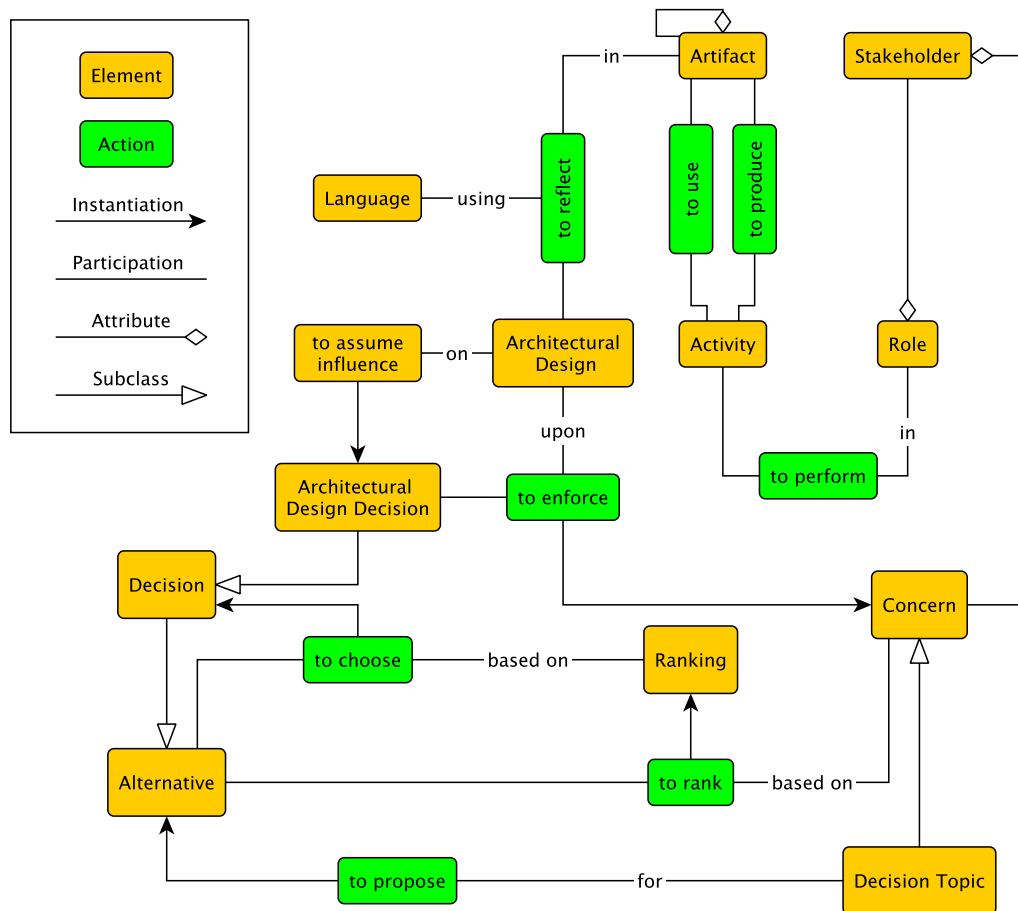 Element
Action
Instantiation
Participation
Attribute
Subclass
in
Artifact
Stakeholder
to reflect
to use
to produce
Language
using
to assume
influence
on
Architectural
Design
Activity
Role
upon
in
to perform
Architectural
Design Decision
to enforce
Decision
Concern
to choose
based on
Ranking
Alternative
to rank
based on
to propose
for
Decision Topic